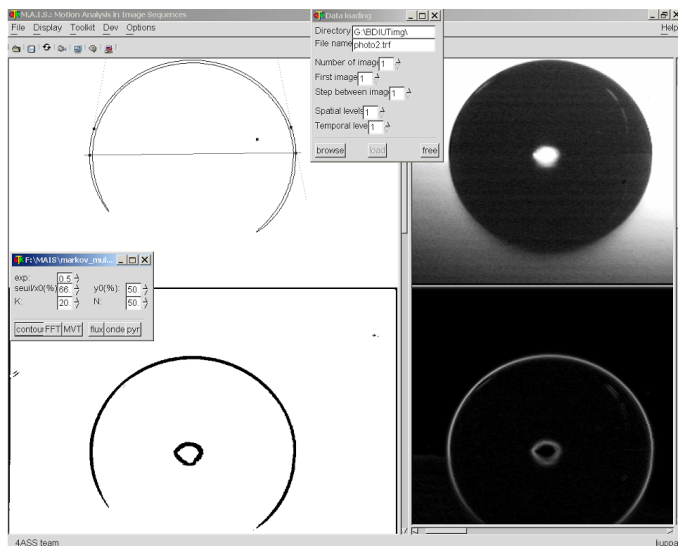 M.A.I.S.: Motion Analysis in Image Sequences
File Display Toolkit Dev Options
Help
Data loading
Directory G:\BDIUTimg\
File name photo2.trf
Number of imag 1
First image 1
Step between imag 1
Spatial levels 1
Temporal leve 1
browse load free
F:\MAIS\markov_mul...
exp: 0.5
seuil/x0(%) 66. y0(%): 50.
K: 20. N: 50.
contour FFT MVT flux onde pyr
4ASS team
liuppa